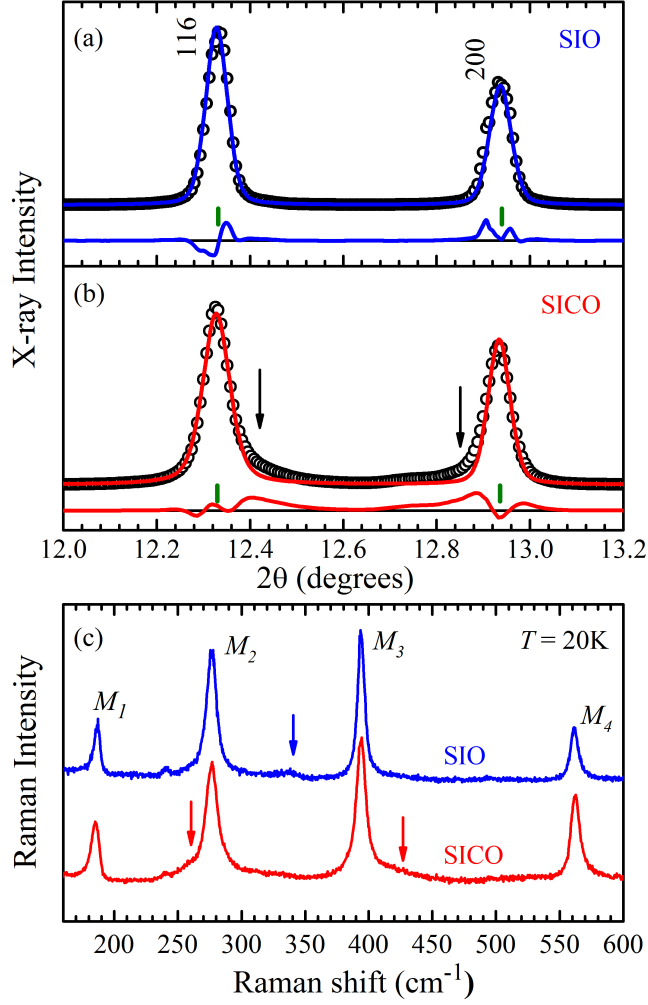 (a)
116
200
SIO
(b)
SICO
X-ray Intensity
12.0 12.2 12.4 12.6 12.8 13.0 13.2
2θ (degrees)
(c)
M1
M2
M3
T = 20K
M4
SIO
SICO
Raman Intensity
200 250 300 350 400 450 500 550 600
Raman shift (cm-1)